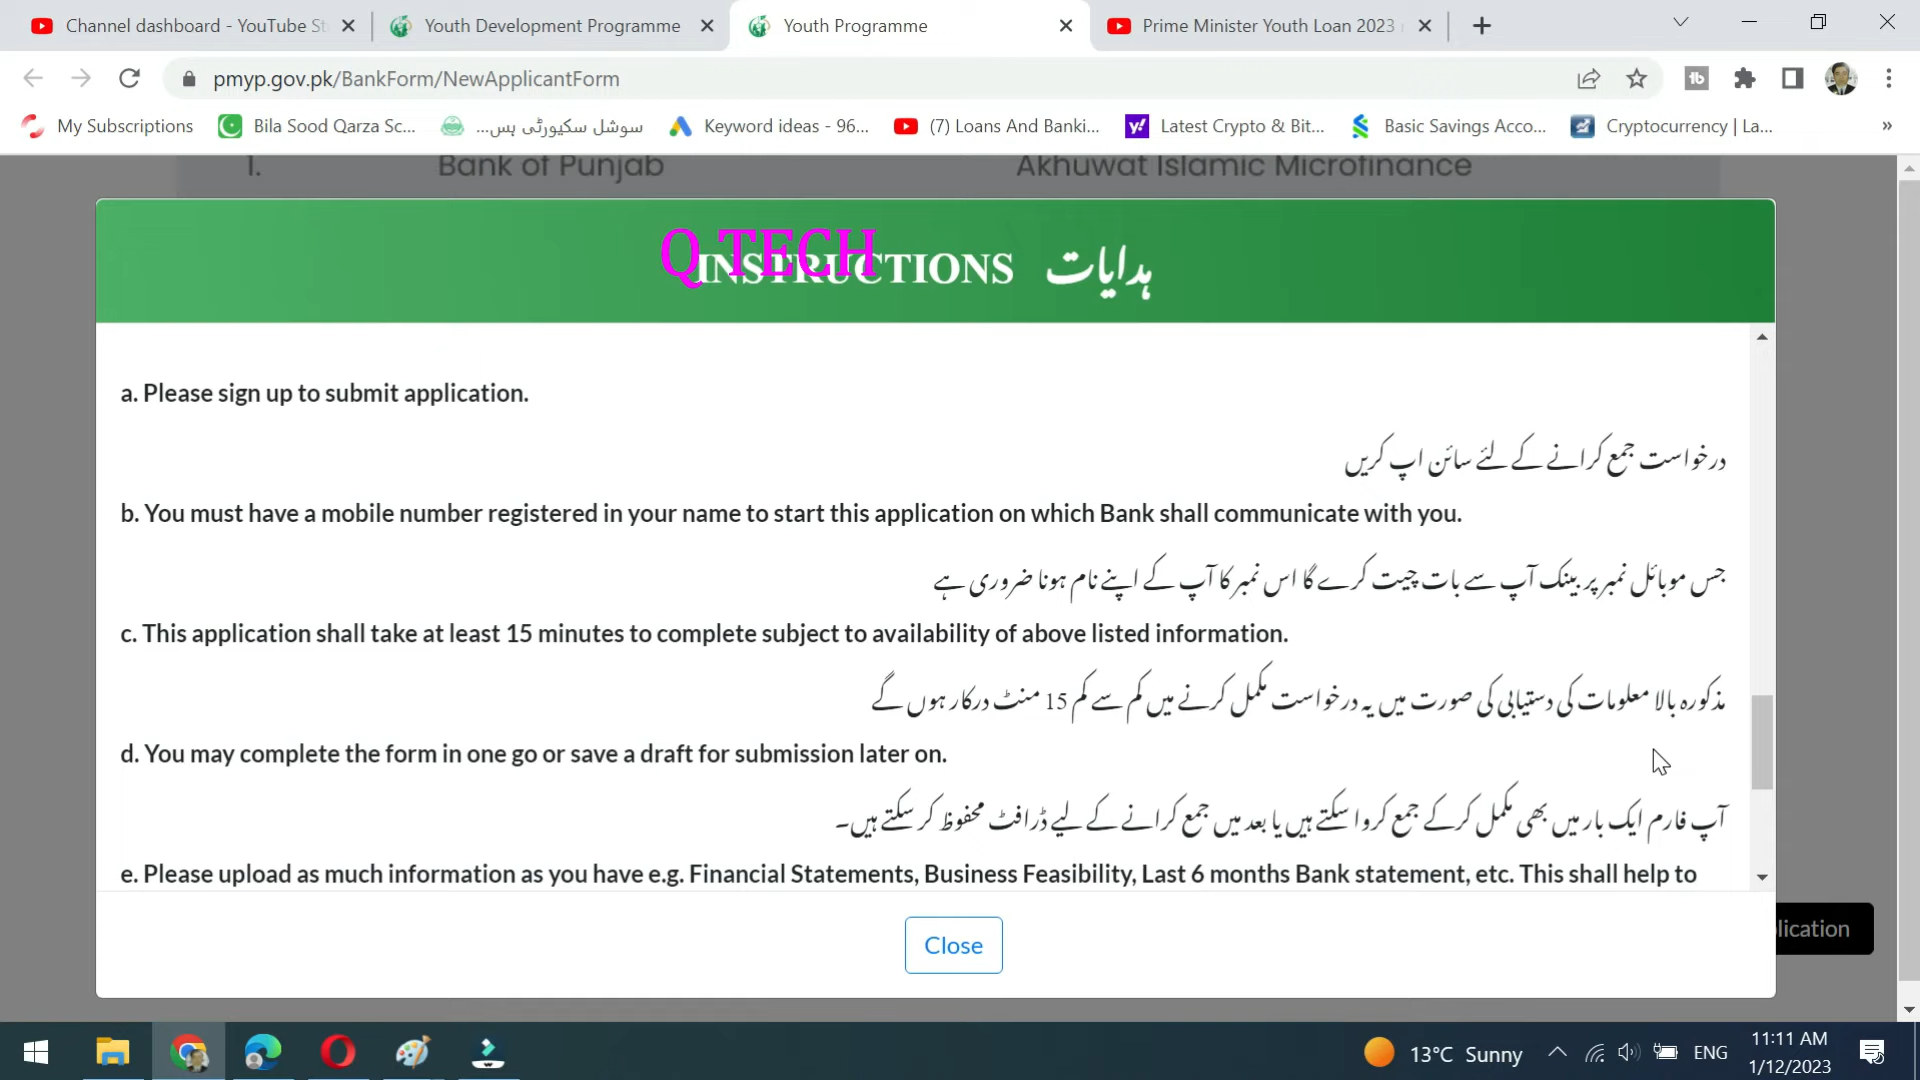 Channel dashboard - YouTube St
Youth Development Programme
Youth Programme
Prime Minister Youth Loan 2023
pmyp.gov.pk/BankForm/NewApplicantForm
My Subscriptions
Bila Sood Qarza Sc...
سوشل سکیورٹی پس...
Keyword ideas - 96...
(7) Loans And Banki...
Latest Crypto & Bit...
Basic Savings Acco...
Cryptocurrency | La...
1. Bank of Punjab Akhuwat Islamic Microfinance
Q TECH
INSTRUCTIONS ہدایات
a. Please sign up to submit application.
درخواست جمع کرانے کے لئے سائن اپ کریں
b. You must have a mobile number registered in your name to start this application on which Bank shall communicate with you.
جس موبائل نمبر پر بینک آپ سے بات چیت کرے گا اس نمبر کا آپ کے اپنے نام ہونا ضروری ہے
c. This application shall take at least 15 minutes to complete subject to availability of above listed information.
مذکورہ بالا معلومات کی دستیابی کی صورت میں یہ درخواست مکمل کرنے میں کم سے کم 15 منٹ درکار ہوں گے
d. You may complete the form in one go or save a draft for submission later on.
آپ فارم ایک بار میں بھی مکمل کرکے جمع کروا سکتے ہیں یا بعد میں جمع کرانے کے لیے ڈرافٹ محفوظ کر سکتے ہیں۔
e. Please upload as much information as you have e.g. Financial Statements, Business Feasibility, Last 6 months Bank statement, etc. This shall help to
lication
Close
13°C Sunny
ENG
11:11 AM
1/12/2023